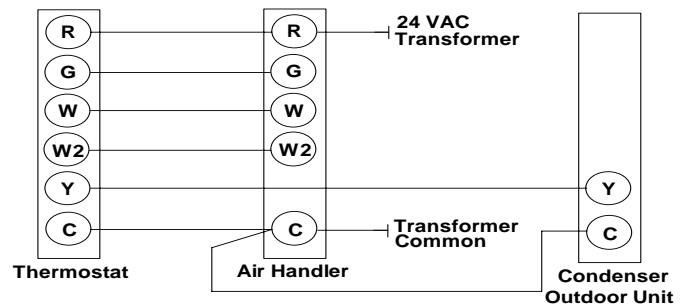 R R 24 VAC
Transformer
G G
W W
W2 W2
Y Y
C C Transformer
Common C
Thermostat Air Handler Condenser
Outdoor Unit